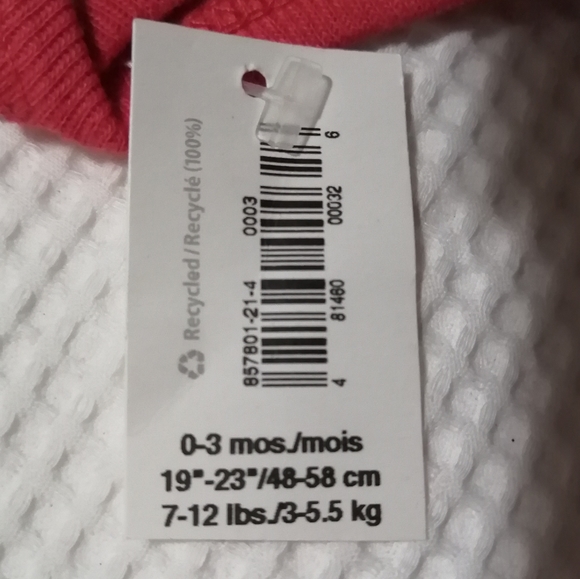 Recycled / Recyclé (100%)
857801-21-4 0003
4 81460 00032 6
0-3 mos./mois
19"-23"/48-58 cm
7-12 lbs./3-5.5 kg